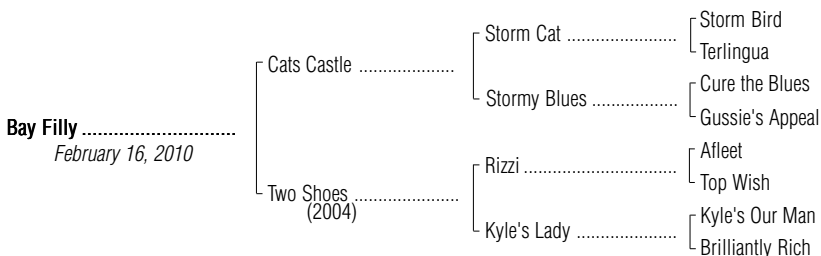 Storm Bird
Storm Cat ......................
Terlingua
Cats Castle ...................
Cure the Blues
Stormy Blues .................
Gussie's Appeal
Bay Filly ..............................
February 16, 2010
Afleet
Rizzi ..............................
Top Wish
Two Shoes ....................
(2004)
Kyle's Our Man
Kyle's Lady ....................
Brilliantly Rich